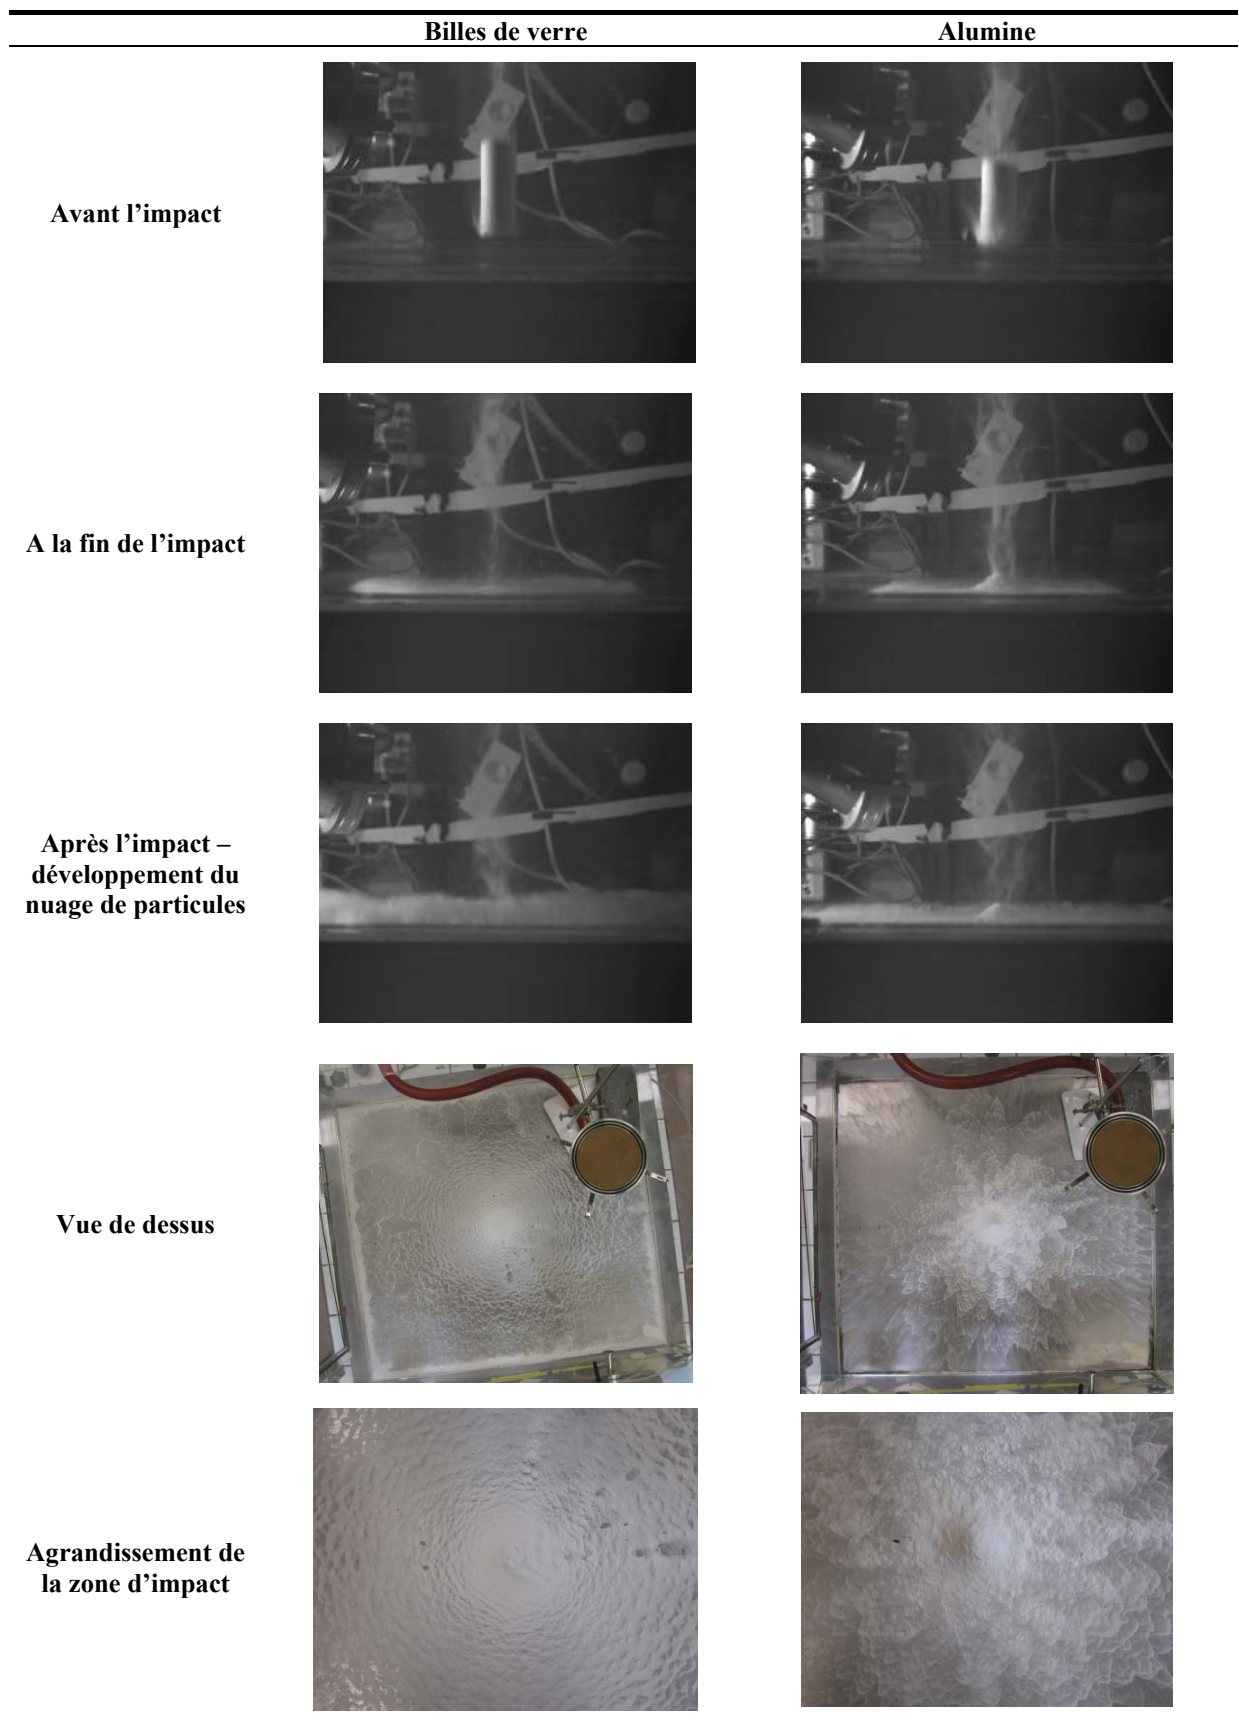 Billes de verre Alumine
Avant l'impact
A la fin de l'impact
Après l'impact –
développement du
nuage de particules
Vue de dessus
Agrandissement de
la zone d'impact